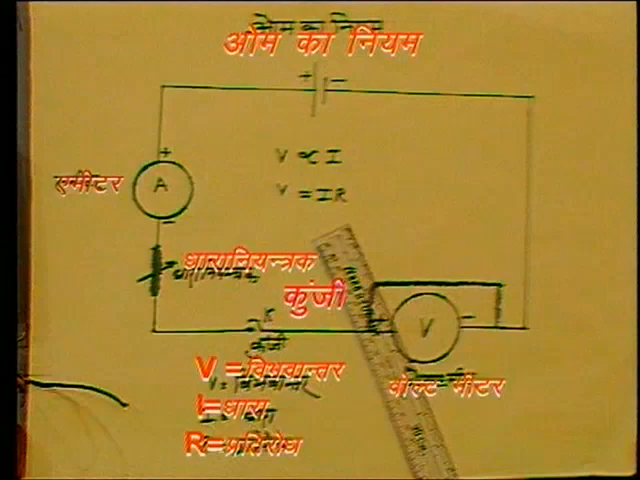 ओम का नियम
+ −
V ∝ I
V = IR
+
एमीटर
A
−
धारानियन्त्रक
कुंजी
K
कुंजी
V
−
V =विभवान्तर
वोल्ट मीटर
I=धारा
R=प्रतिरोध